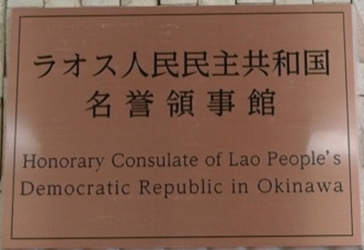 ラオス人民民主共和国
名誉領事館
Honorary Consulate of Lao People's
Democratic Republic in Okinawa